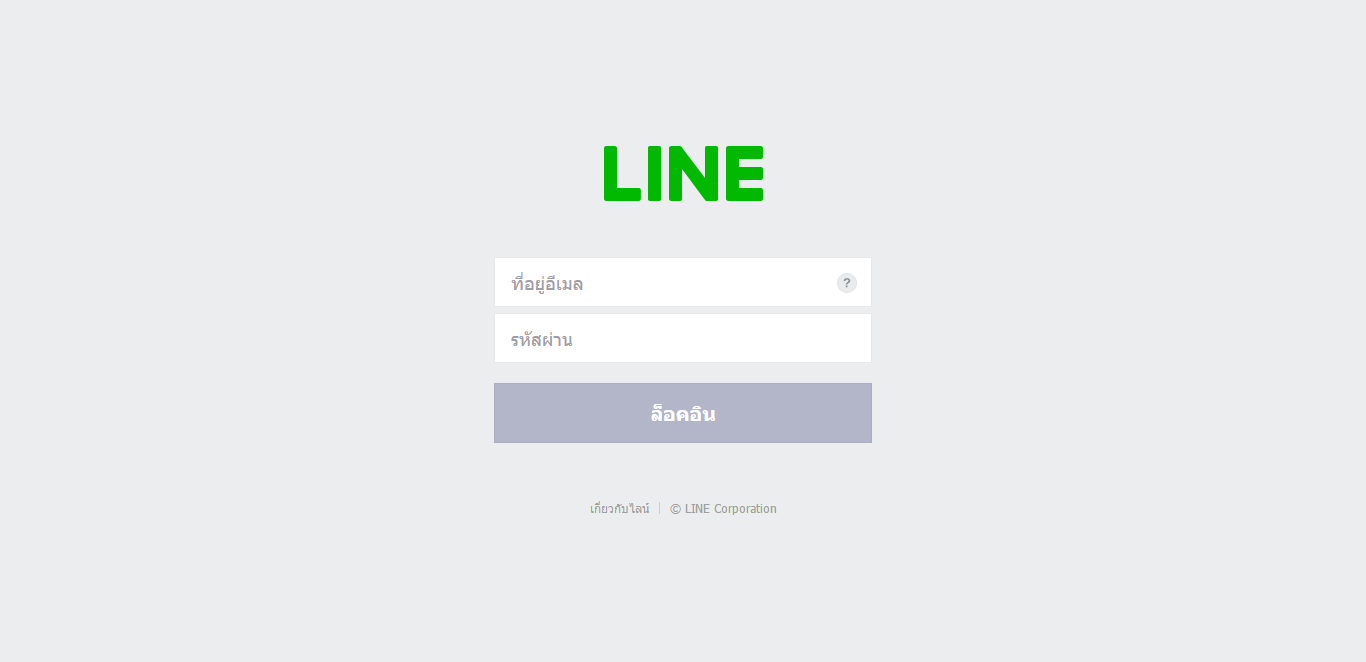 LINE
ที่อยู่อีเมล ?
รหัสผ่าน
ล็อคอิน
เกี่ยวกับไลน์ | © LINE Corporation